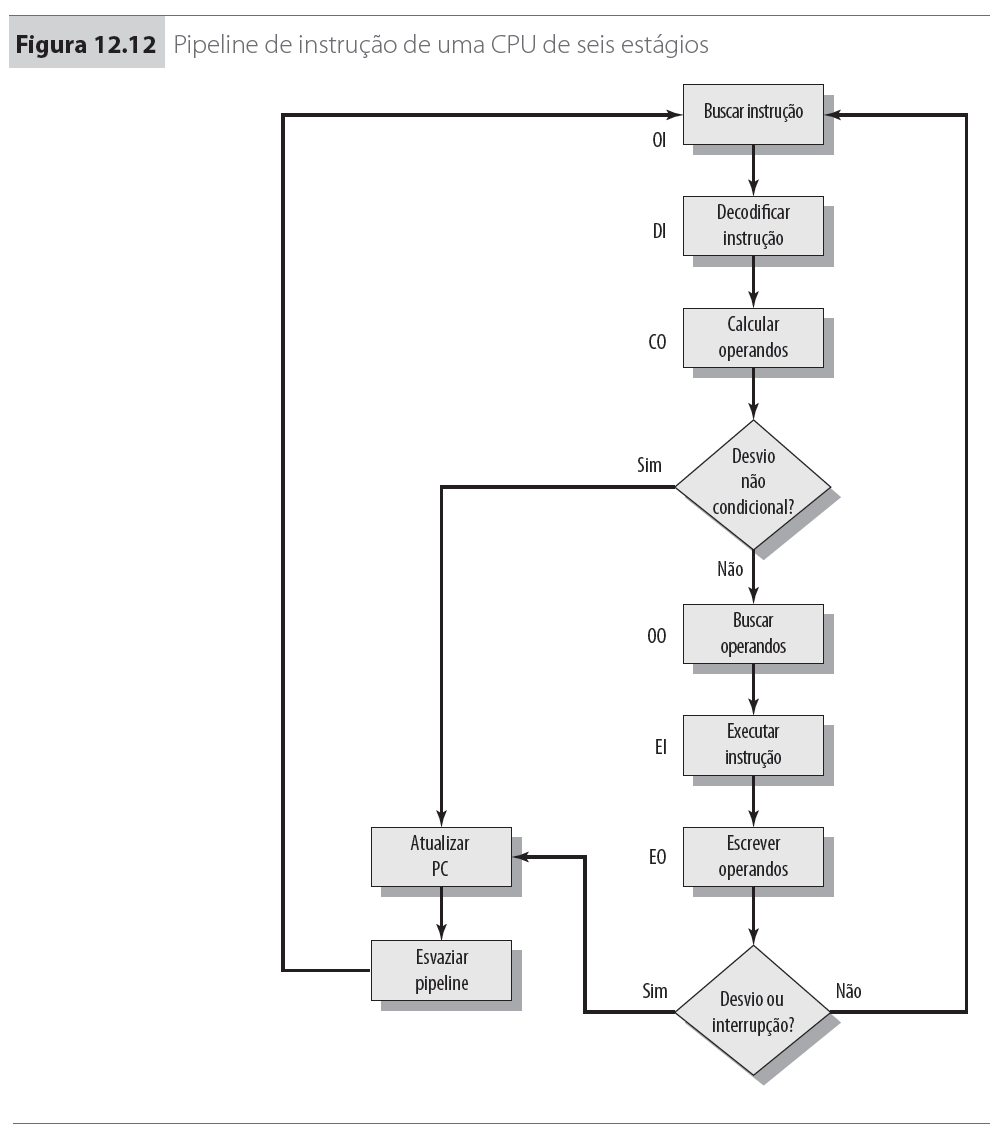 Figura 12.12 Pipeline de instrução de uma CPU de seis estágios
Buscar instrução
OI
Decodificar
instrução
DI
Calcular
operandos
CO
Desvio
não
condicional?
Sim
Não
Buscar
operandos
OO
Executar
instrução
EI
Escrever
operandos
EO
Atualizar
PC
Esvaziar
pipeline
Desvio ou
interrupção?
Sim
Não